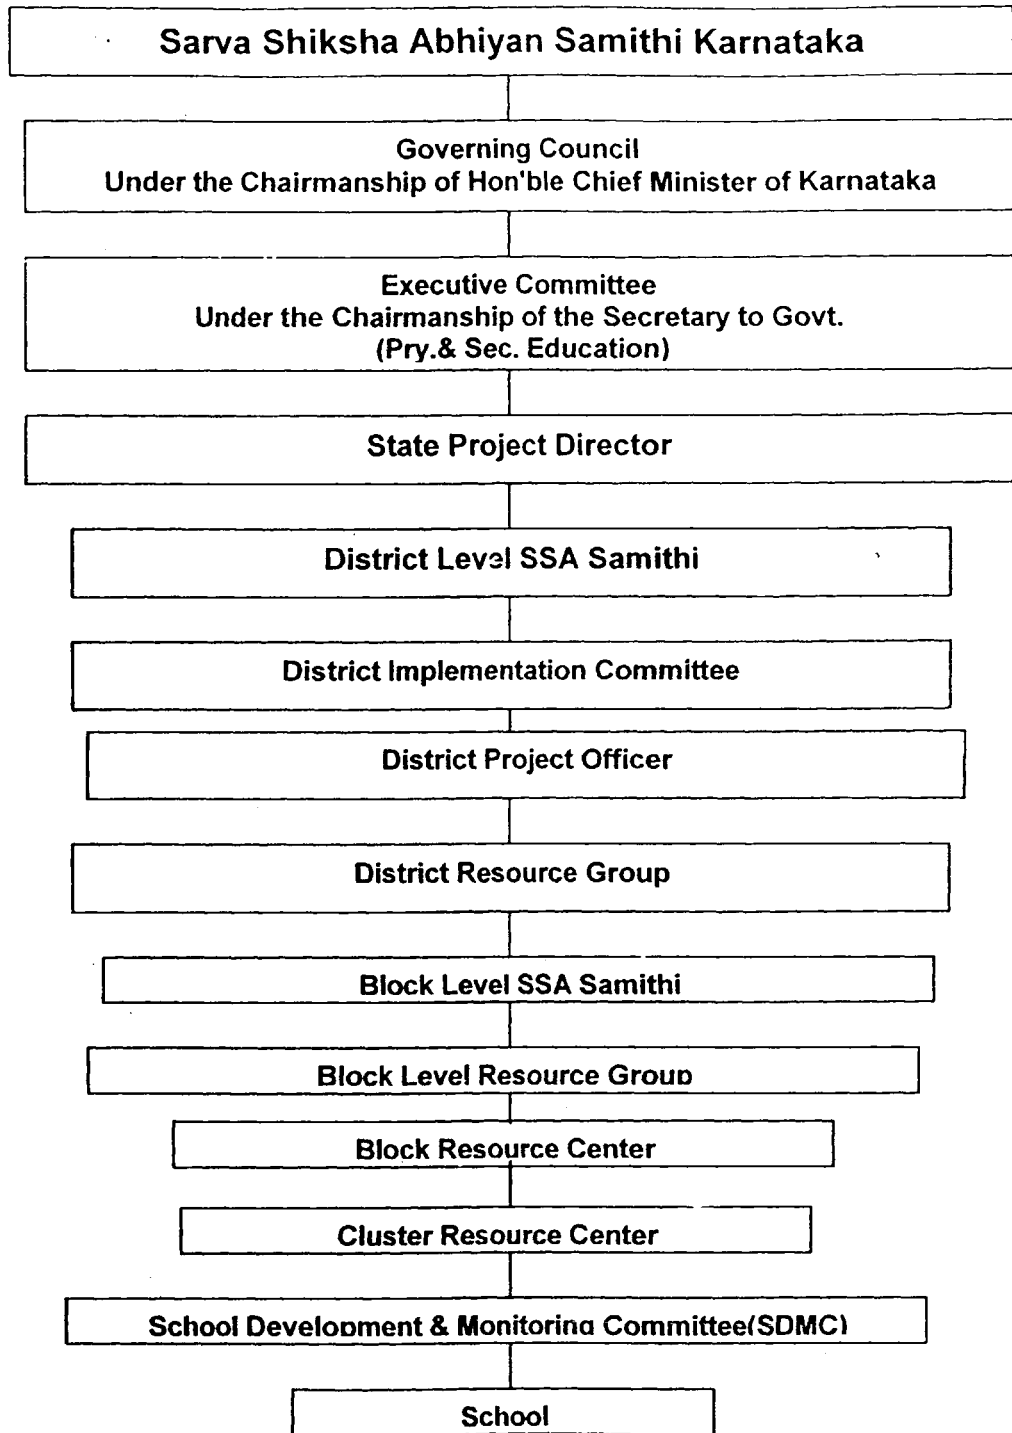 Sarva Shiksha Abhiyan Samithi Karnataka
Governing Council
Under the Chairmanship of Hon'ble Chief Minister of Karnataka
Executive Committee
Under the Chairmanship of the Secretary to Govt.
(Pry.& Sec. Education)
State Project Director
District Level SSA Samithi
District Implementation Committee
District Project Officer
District Resource Group
Block Level SSA Samithi
Block Level Resource Group
Block Resource Center
Cluster Resource Center
School Development & Monitoring Committee(SDMC)
School